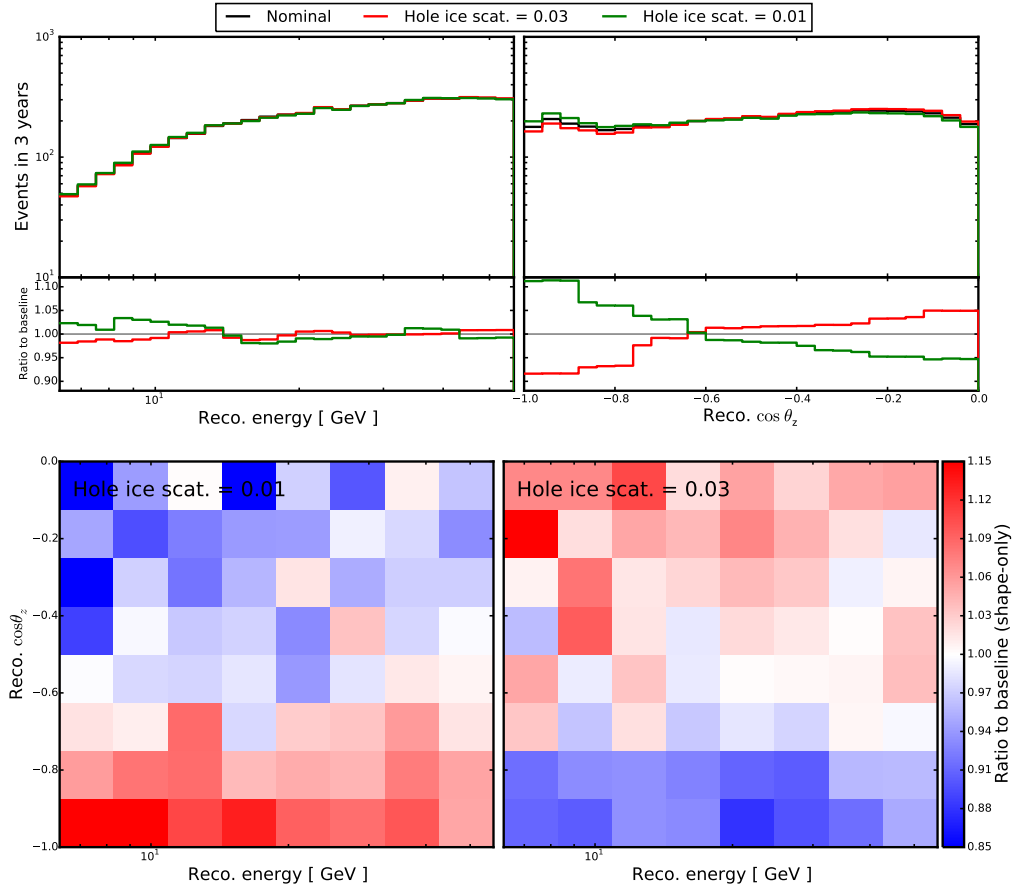 Nominal Hole ice scat. = 0.03 Hole ice scat. = 0.01
Events in 3 years
10³
10²
10¹
Ratio to baseline
1.10
1.05
1.00
0.95
0.90
10¹
Reco. energy [ GeV ]
−1.0 −0.8 −0.6 −0.4 −0.2 0.0
Reco. cos θz
Reco. cosθz
0.0
−0.2
−0.4
−0.6
−0.8
−1.0
Hole ice scat. = 0.01
10¹
Reco. energy [ GeV ]
Hole ice scat. = 0.03
10¹
Reco. energy [ GeV ]
1.15
1.12
1.09
1.06
1.03
1.00
0.97
0.94
0.91
0.88
0.85
Ratio to baseline (shape-only)